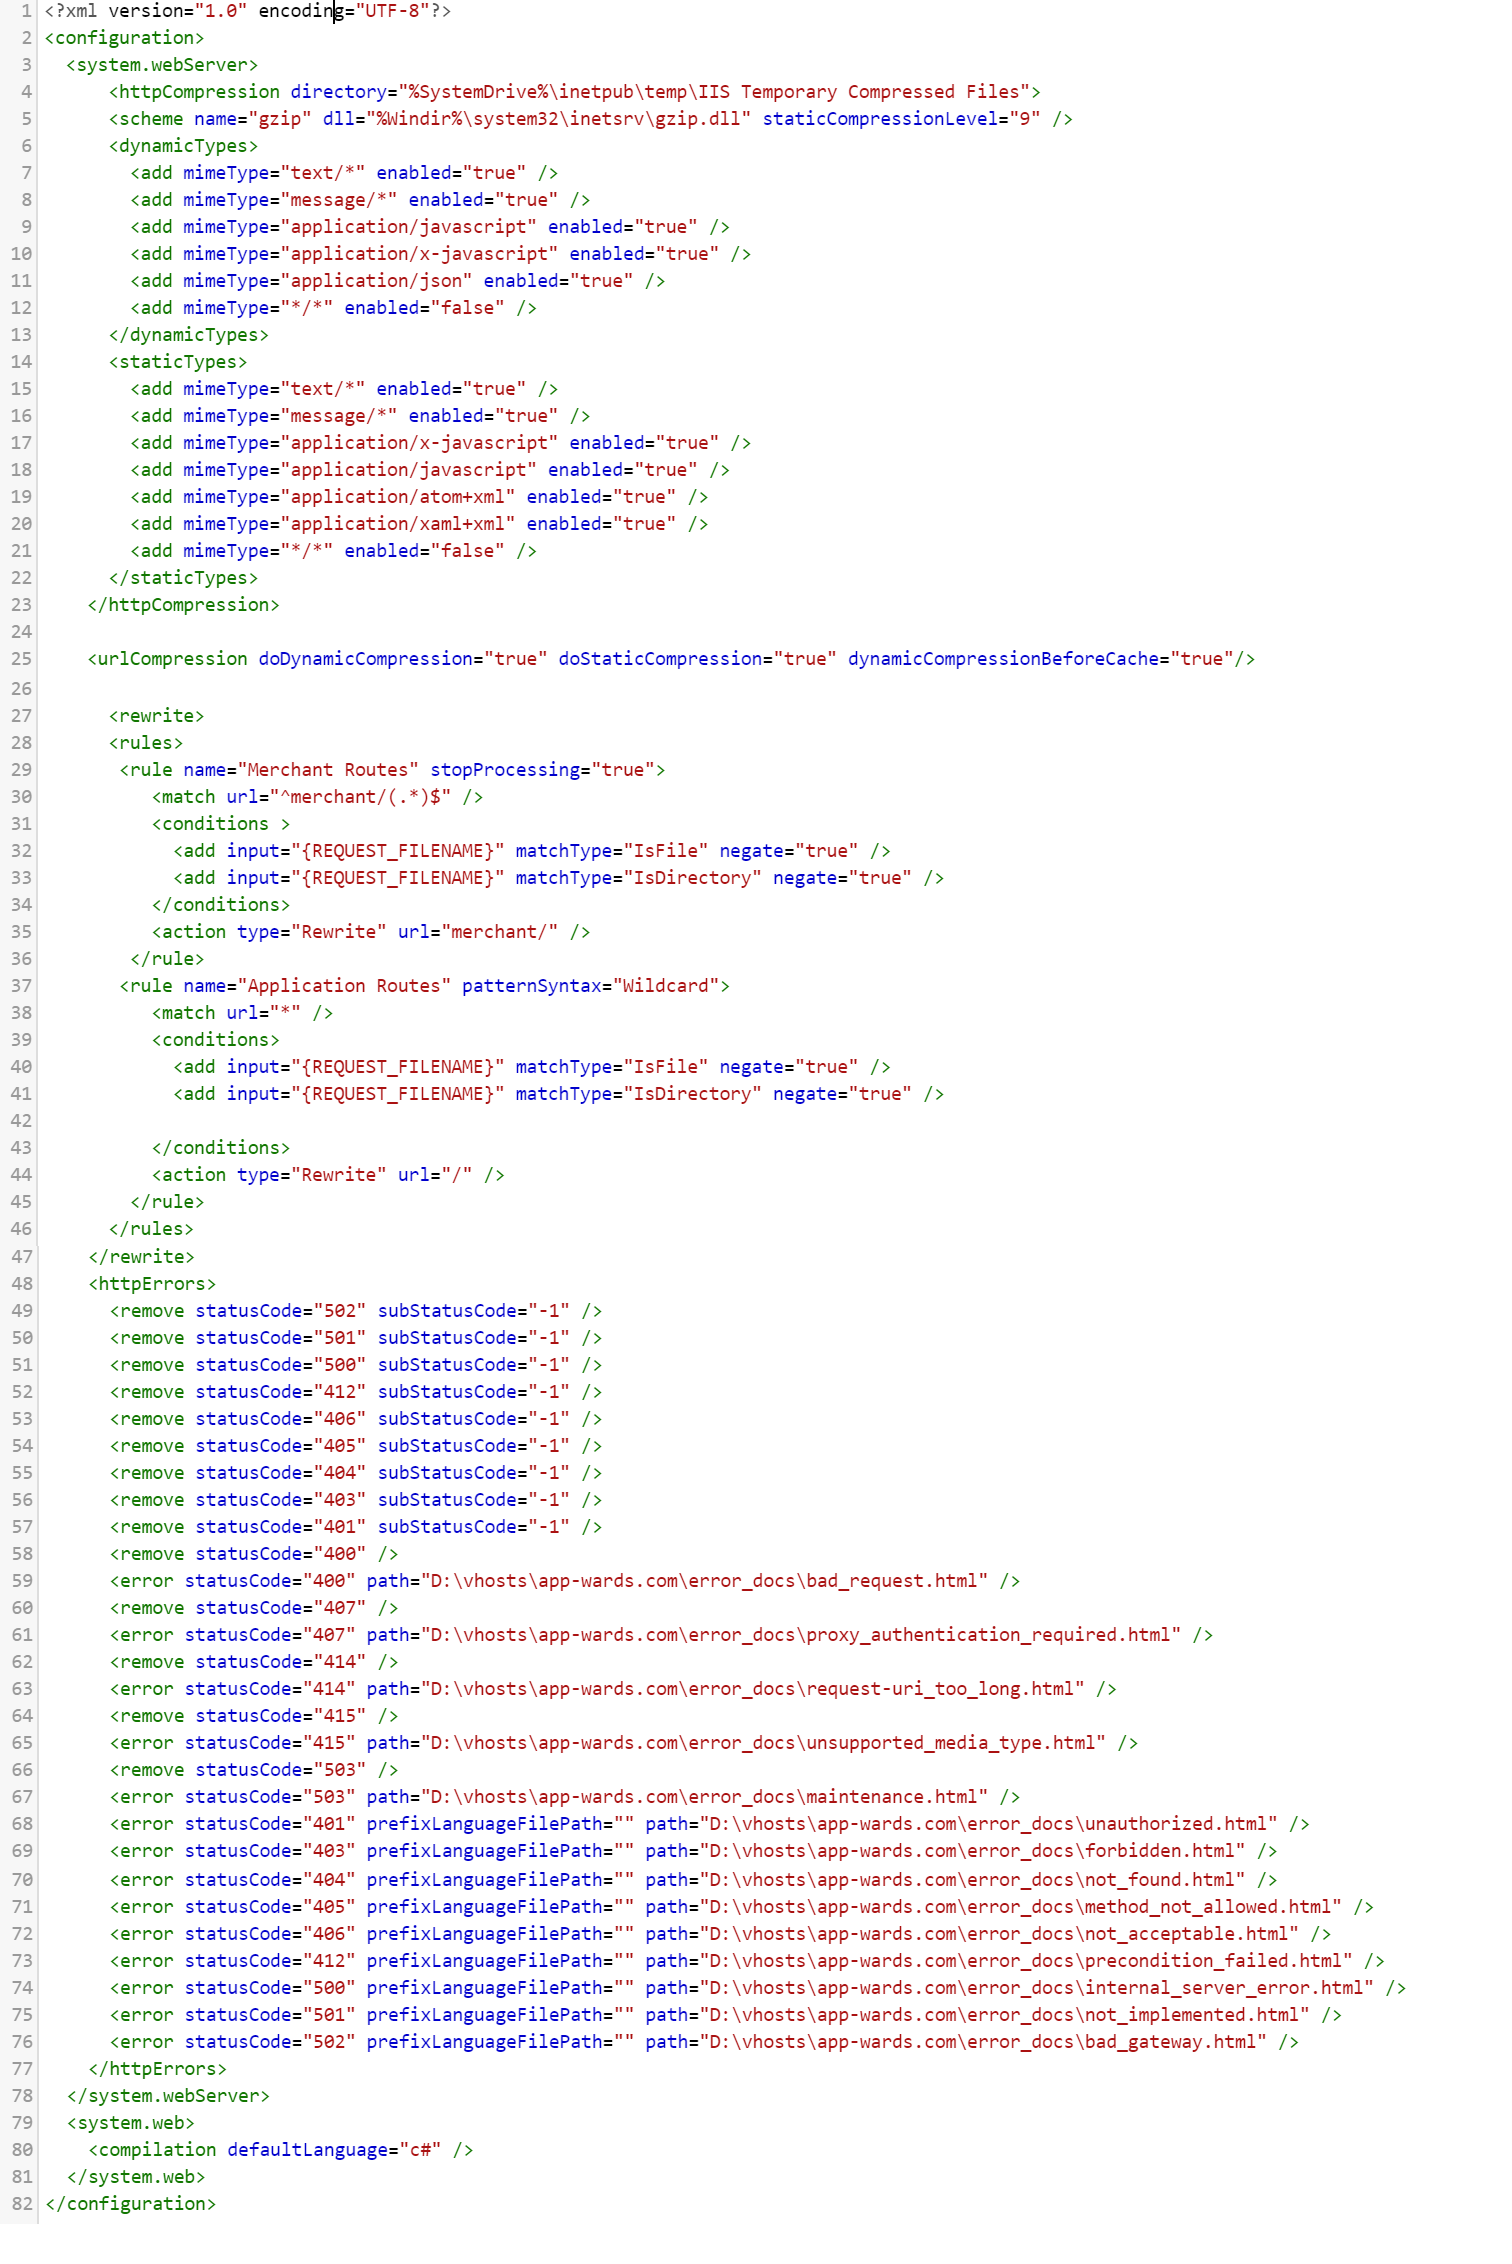 1 <?xml version="1.0" encoding="UTF-8"?>
2 <configuration>
3   <system.webServer>
4       <httpCompression directory="%SystemDrive%\inetpub\temp\IIS Temporary Compressed Files">
5       <scheme name="gzip" dll="%Windir%\system32\inetsrv\gzip.dll" staticCompressionLevel="9" />
6       <dynamicTypes>
7         <add mimeType="text/*" enabled="true" />
8         <add mimeType="message/*" enabled="true" />
9         <add mimeType="application/javascript" enabled="true" />
10         <add mimeType="application/x-javascript" enabled="true" />
11         <add mimeType="application/json" enabled="true" />
12         <add mimeType="*/*" enabled="false" />
13       </dynamicTypes>
14       <staticTypes>
15         <add mimeType="text/*" enabled="true" />
16         <add mimeType="message/*" enabled="true" />
17         <add mimeType="application/x-javascript" enabled="true" />
18         <add mimeType="application/javascript" enabled="true" />
19         <add mimeType="application/atom+xml" enabled="true" />
20         <add mimeType="application/xaml+xml" enabled="true" />
21         <add mimeType="*/*" enabled="false" />
22       </staticTypes>
23     </httpCompression>
24
25     <urlCompression doDynamicCompression="true" doStaticCompression="true" dynamicCompressionBeforeCache="true"/>
26
27       <rewrite>
28       <rules>
29        <rule name="Merchant Routes" stopProcessing="true">
30           <match url="^merchant/(.*)$" />
31           <conditions >
32             <add input="{REQUEST_FILENAME}" matchType="IsFile" negate="true" />
33             <add input="{REQUEST_FILENAME}" matchType="IsDirectory" negate="true" />
34           </conditions>
35           <action type="Rewrite" url="merchant/" />
36         </rule>
37        <rule name="Application Routes" patternSyntax="Wildcard">
38           <match url="*" />
39           <conditions>
40             <add input="{REQUEST_FILENAME}" matchType="IsFile" negate="true" />
41             <add input="{REQUEST_FILENAME}" matchType="IsDirectory" negate="true" />
42
43           </conditions>
44           <action type="Rewrite" url="/" />
45         </rule>
46       </rules>
47     </rewrite>
48     <httpErrors>
49       <remove statusCode="502" subStatusCode="-1" />
50       <remove statusCode="501" subStatusCode="-1" />
51       <remove statusCode="500" subStatusCode="-1" />
52       <remove statusCode="412" subStatusCode="-1" />
53       <remove statusCode="406" subStatusCode="-1" />
54       <remove statusCode="405" subStatusCode="-1" />
55       <remove statusCode="404" subStatusCode="-1" />
56       <remove statusCode="403" subStatusCode="-1" />
57       <remove statusCode="401" subStatusCode="-1" />
58       <remove statusCode="400" />
59       <error statusCode="400" path="D:\vhosts\app-wards.com\error_docs\bad_request.html" />
60       <remove statusCode="407" />
61       <error statusCode="407" path="D:\vhosts\app-wards.com\error_docs\proxy_authentication_required.html" />
62       <remove statusCode="414" />
63       <error statusCode="414" path="D:\vhosts\app-wards.com\error_docs\request-uri_too_long.html" />
64       <remove statusCode="415" />
65       <error statusCode="415" path="D:\vhosts\app-wards.com\error_docs\unsupported_media_type.html" />
66       <remove statusCode="503" />
67       <error statusCode="503" path="D:\vhosts\app-wards.com\error_docs\maintenance.html" />
68       <error statusCode="401" prefixLanguageFilePath="" path="D:\vhosts\app-wards.com\error_docs\unauthorized.html" />
69       <error statusCode="403" prefixLanguageFilePath="" path="D:\vhosts\app-wards.com\error_docs\forbidden.html" />
70       <error statusCode="404" prefixLanguageFilePath="" path="D:\vhosts\app-wards.com\error_docs\not_found.html" />
71       <error statusCode="405" prefixLanguageFilePath="" path="D:\vhosts\app-wards.com\error_docs\method_not_allowed.html" />
72       <error statusCode="406" prefixLanguageFilePath="" path="D:\vhosts\app-wards.com\error_docs\not_acceptable.html" />
73       <error statusCode="412" prefixLanguageFilePath="" path="D:\vhosts\app-wards.com\error_docs\precondition_failed.html" />
74       <error statusCode="500" prefixLanguageFilePath="" path="D:\vhosts\app-wards.com\error_docs\internal_server_error.html" />
75       <error statusCode="501" prefixLanguageFilePath="" path="D:\vhosts\app-wards.com\error_docs\not_implemented.html" />
76       <error statusCode="502" prefixLanguageFilePath="" path="D:\vhosts\app-wards.com\error_docs\bad_gateway.html" />
77     </httpErrors>
78   </system.webServer>
79   <system.web>
80     <compilation defaultLanguage="c#" />
81   </system.web>
82 </configuration>